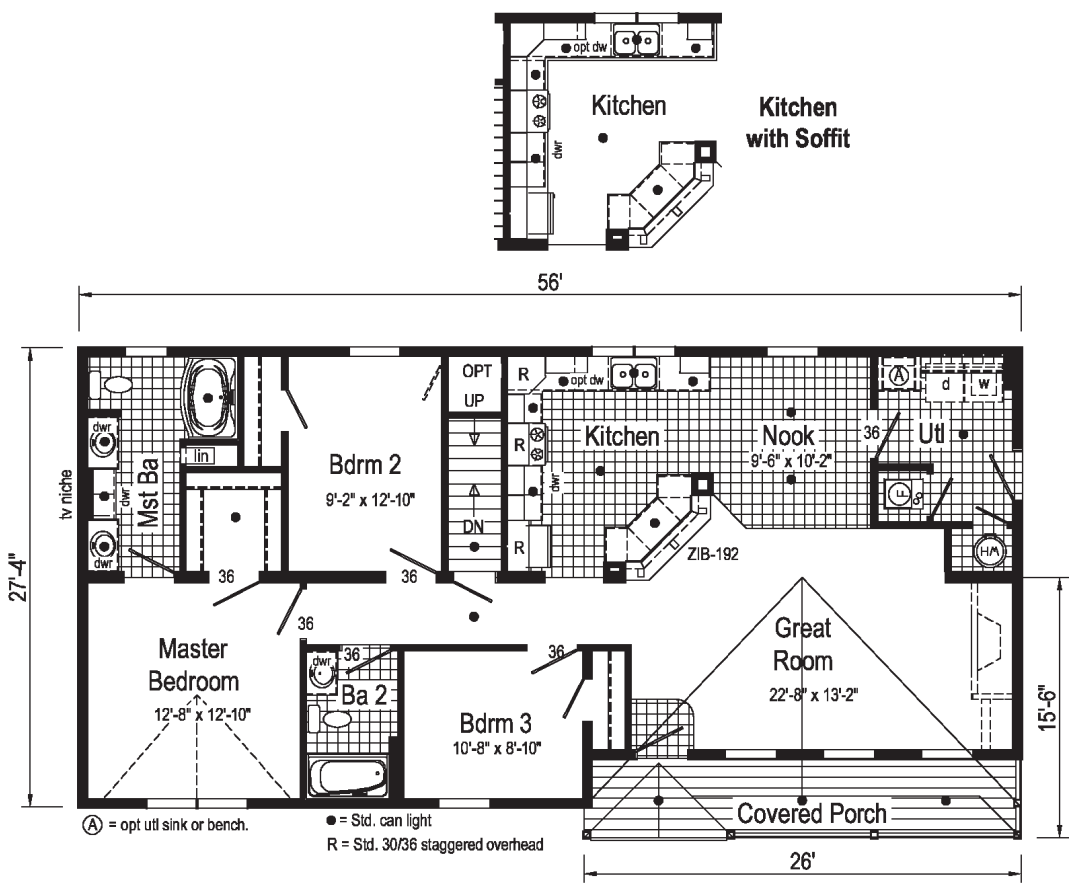 opt dw
Kitchen
dwr
Kitchen
with Soffit
56'
27'-4"
tv niche
dwr
dwr
dwr
Mst Ba
lin
Bdrm 2
9'-2" x 12'-10"
OPT
UP
DN
R
R
R
opt dw
Kitchen
dwr
Nook
9'-6" x 10'-2"
ZIB-192
36
A
d
w
Utl
LF
HW
36
36
36
Master
Bedroom
12'-8" x 12'-10"
dwr
36
Ba 2
36
Bdrm 3
10'-8" x 8'-10"
Great
Room
22'-8" x 13'-2"
15'-6"
Covered Porch
A = opt utl sink or bench.
● = Std. can light
R = Std. 30/36 staggered overhead
26'